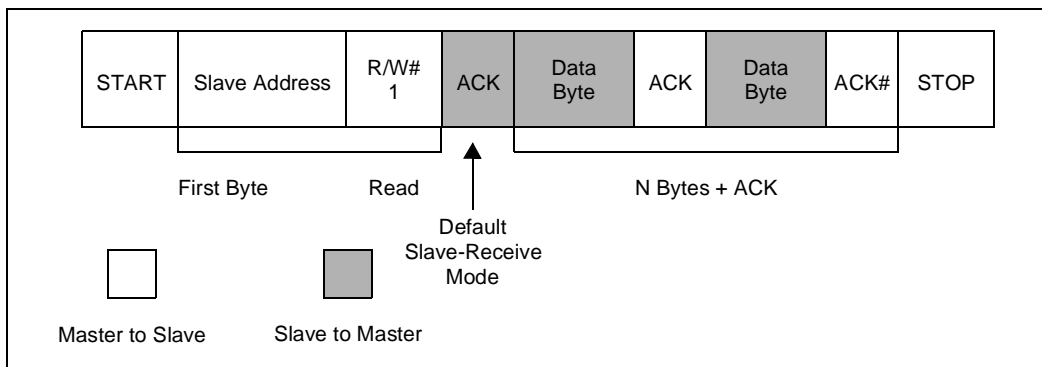 START Slave Address R/W# 1 ACK Data Byte ACK Data Byte ACK# STOP
First Byte Read N Bytes + ACK
Default
Slave-Receive
Mode
Master to Slave Slave to Master